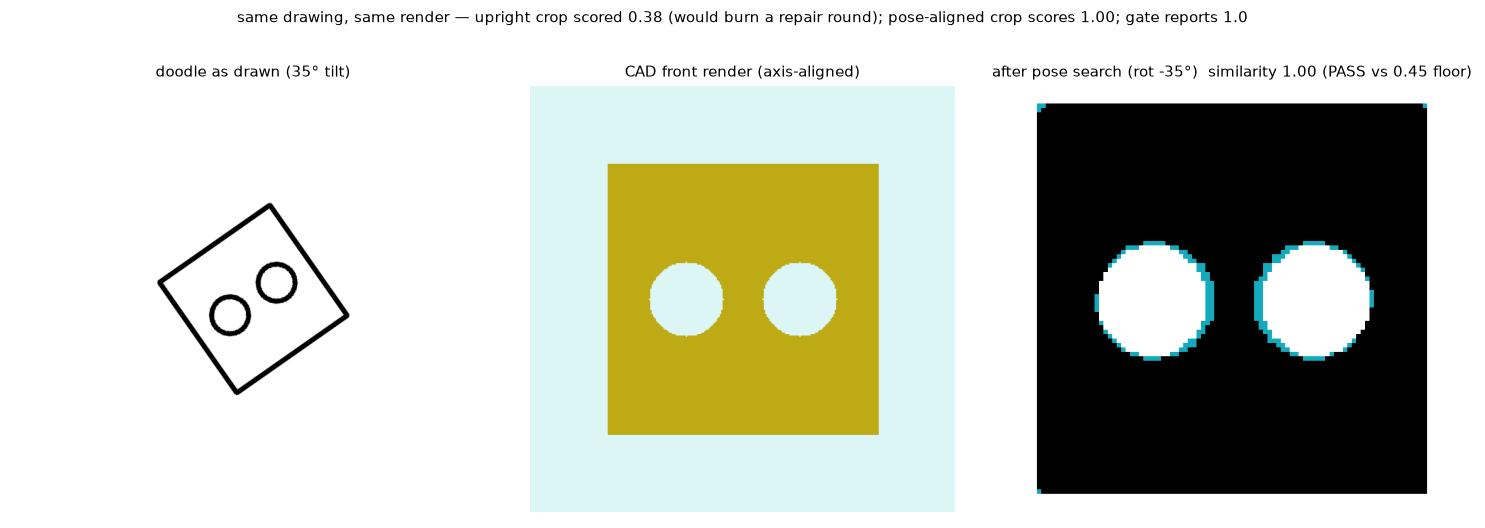 same drawing, same render — upright crop scored 0.38 (would burn a repair round); pose-aligned crop scores 1.00; gate reports 1.0
doodle as drawn (35° tilt)
CAD front render (axis-aligned)
after pose search (rot -35°)  similarity 1.00 (PASS vs 0.45 floor)